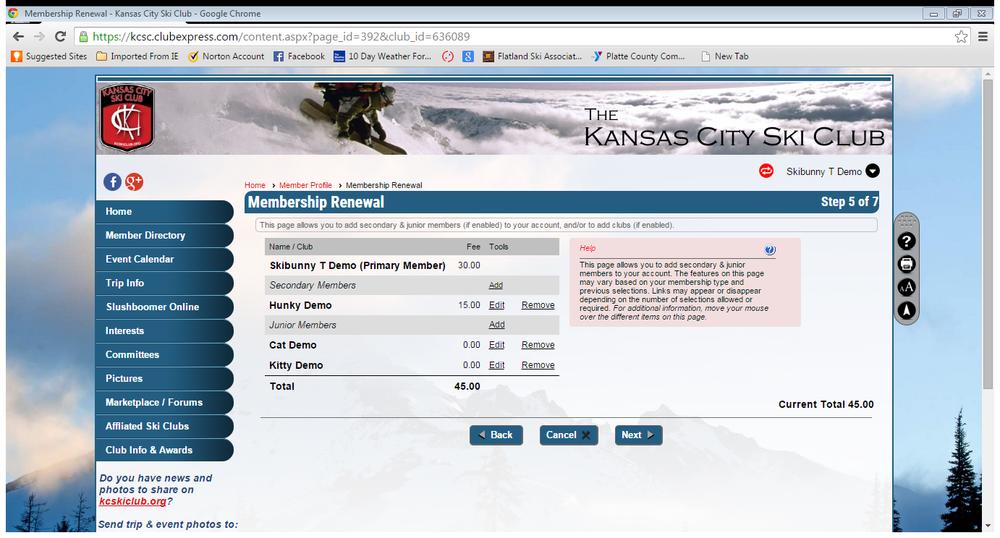 Membership Renewal - Kansas City Ski Club - Google Chrome
https://kcsc.clubexpress.com/content.aspx?page_id=392&club_id=636089
Suggested Sites Imported From IE Norton Account Facebook 10 Day Weather For... Flatland Ski Associat... Platte County Com... New Tab
KANSAS CITY
SKI CLUB
KC
KCSKICLUB.ORG
THE
KANSAS CITY SKI CLUB
Skibunny T Demo
Home › Member Profile › Membership Renewal
Membership Renewal Step 5 of 7
This page allows you to add secondary & junior members (if enabled) to your account, and/or to add clubs (if enabled).
Home
Member Directory
Event Calendar
Trip Info
Slushboomer Online
Interests
Committees
Pictures
Marketplace / Forums
Affliated Ski Clubs
Club Info & Awards
Do you have news and
photos to share on
kcskiclub.org?
Send trip & event photos to:
Name / Club Fee Tools
Skibunny T Demo (Primary Member) 30.00
Secondary Members Add
Hunky Demo 15.00 Edit Remove
Junior Members Add
Cat Demo 0.00 Edit Remove
Kitty Demo 0.00 Edit Remove
Total 45.00
Help
This page allows you to add secondary & junior
members to your account. The features on this page
may vary based on your membership type and
previous selections. Links may appear or disappear
depending on the number of selections allowed or
required. For additional information, move your mouse
over the different items on this page.
Current Total 45.00
Back Cancel Next
AA